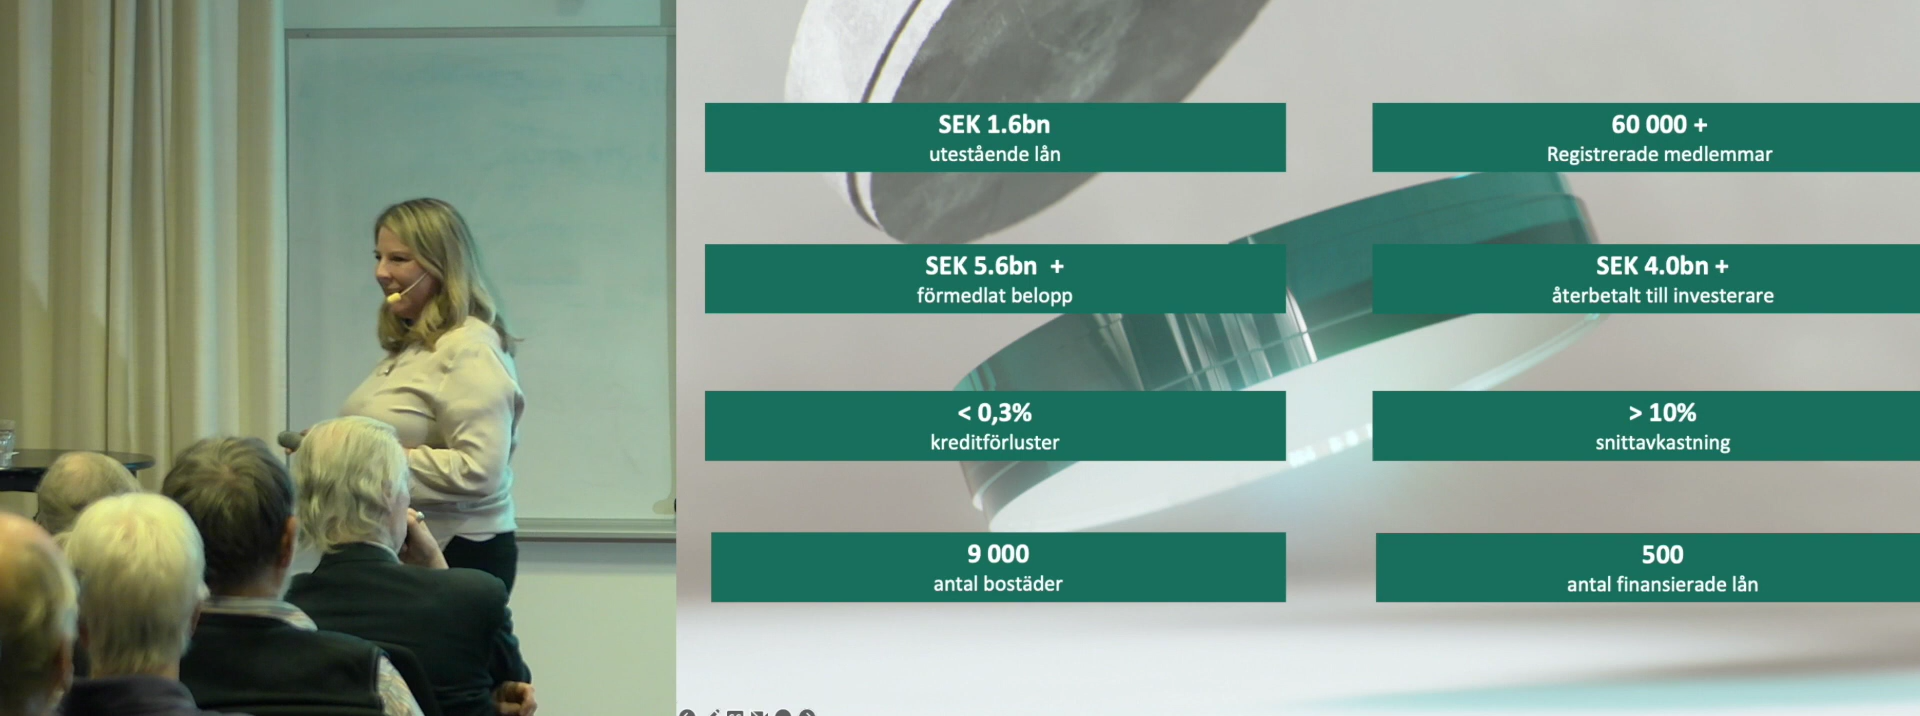 SEK 1.6bn
utestående lån
60 000 +
Registrerade medlemmar
SEK 5.6bn +
förmedlat belopp
SEK 4.0bn +
återbetalt till investerare
< 0,3%
kreditförluster
> 10%
snittavkastning
9 000
antal bostäder
500
antal finansierade lån